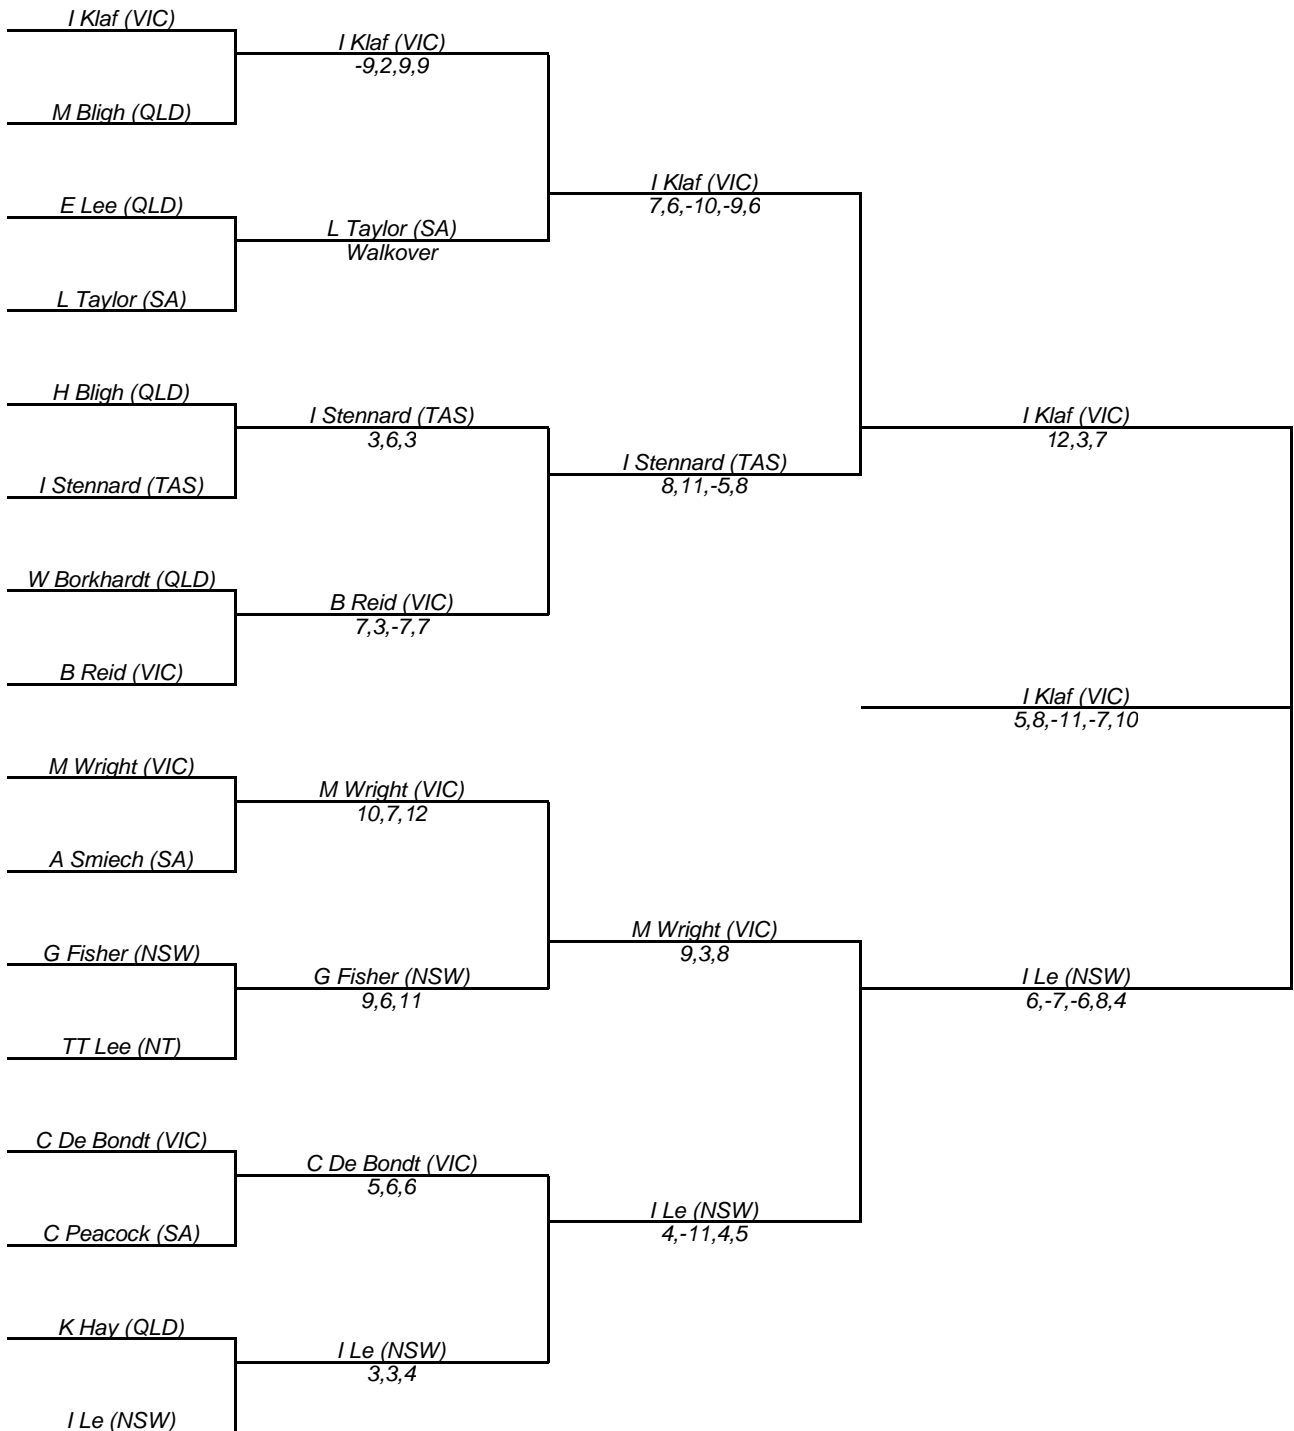 I Klaf (VIC)
I Klaf (VIC)
-9,2,9,9
M Bligh (QLD)
I Klaf (VIC)
7,6,-10,-9,6
E Lee (QLD)
L Taylor (SA)
Walkover
L Taylor (SA)
H Bligh (QLD)
I Stennard (TAS)
3,6,3
I Klaf (VIC)
12,3,7
I Stennard (TAS)
8,11,-5,8
I Stennard (TAS)
W Borkhardt (QLD)
B Reid (VIC)
7,3,-7,7
B Reid (VIC)
I Klaf (VIC)
5,8,-11,-7,10
M Wright (VIC)
M Wright (VIC)
10,7,12
A Smiech (SA)
M Wright (VIC)
9,3,8
G Fisher (NSW)
G Fisher (NSW)
9,6,11
I Le (NSW)
6,-7,-6,8,4
TT Lee (NT)
C De Bondt (VIC)
C De Bondt (VIC)
5,6,6
I Le (NSW)
4,-11,4,5
C Peacock (SA)
K Hay (QLD)
I Le (NSW)
3,3,4
I Le (NSW)